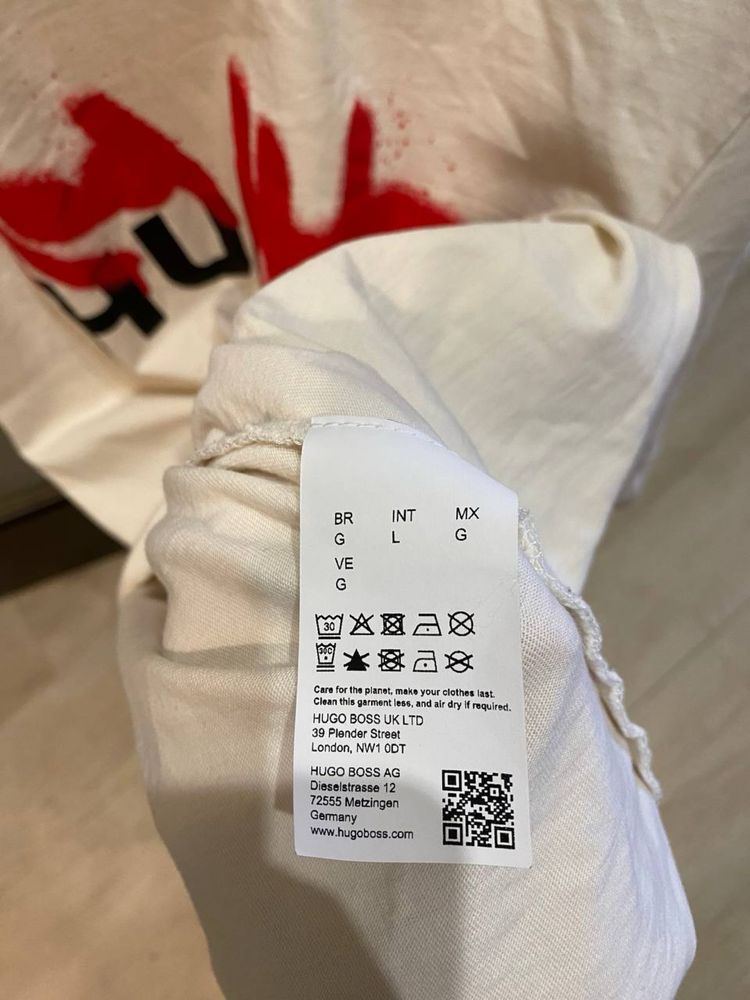 BR INT MX
G L G
VE
G
30
30C
Care for the planet, make your clothes last.
Clean this garment less, and air dry if required.
HUGO BOSS UK LTD
39 Plender Street
London, NW1 0DT
HUGO BOSS AG
Dieselstrasse 12
72555 Metzingen
Germany
www.hugoboss.com